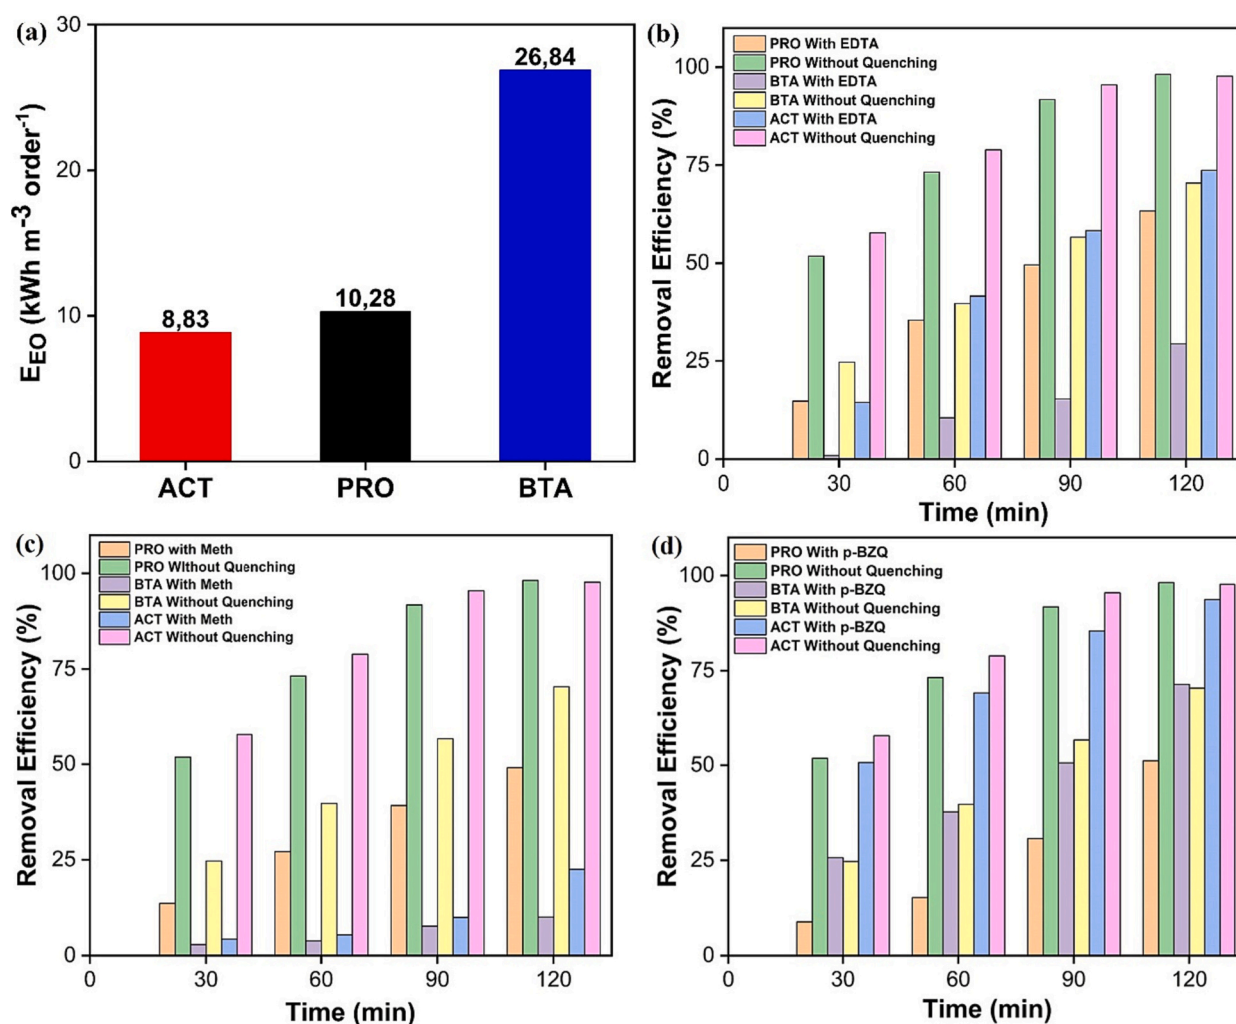 (a)
E_EO (kWh m⁻³ order⁻¹)
30
20
10
0
8,83
10,28
26,84
ACT PRO BTA
(b)
PRO With EDTA
PRO Without Quenching
BTA With EDTA
BTA Without Quenching
ACT With EDTA
ACT Without Quenching
Removal Efficiency (%)
100
75
50
25
0
0 30 60 90 120
Time (min)
(c)
PRO with Meth
PRO WIthout Quenching
BTA With Meth
BTA Without Quenching
ACT With Meth
ACT Without Quenching
Removal Efficiency (%)
100
75
50
25
0
0 30 60 90 120
Time (min)
(d)
PRO With p-BZQ
PRO Without Quenching
BTA With p-BZQ
BTA Without Quenching
ACT With p-BZQ
ACT Without Quenching
Removal Efficiency (%)
100
75
50
25
0
0 30 60 90 120
Time (min)